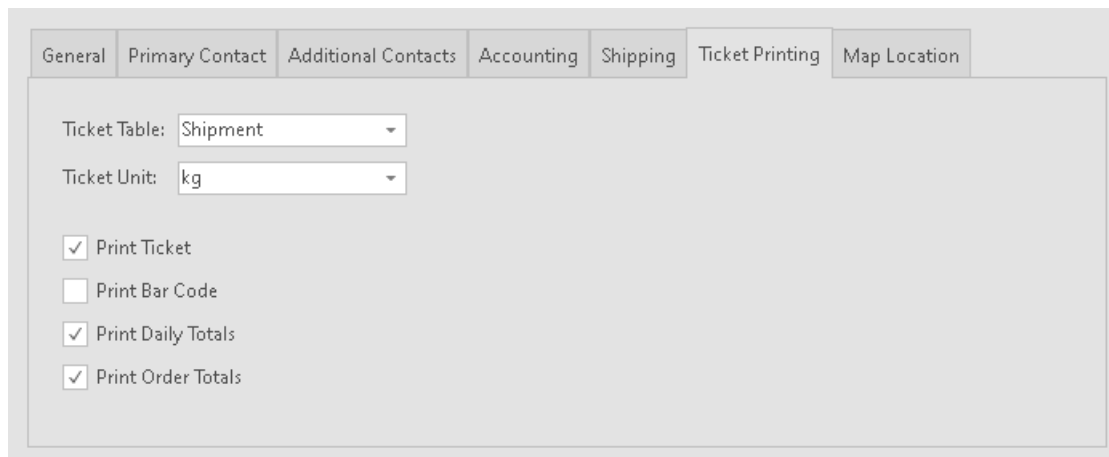 General Primary Contact Additional Contacts Accounting Shipping Ticket Printing Map Location
Ticket Table: Shipment
Ticket Unit: kg
Print Ticket
Print Bar Code
Print Daily Totals
Print Order Totals